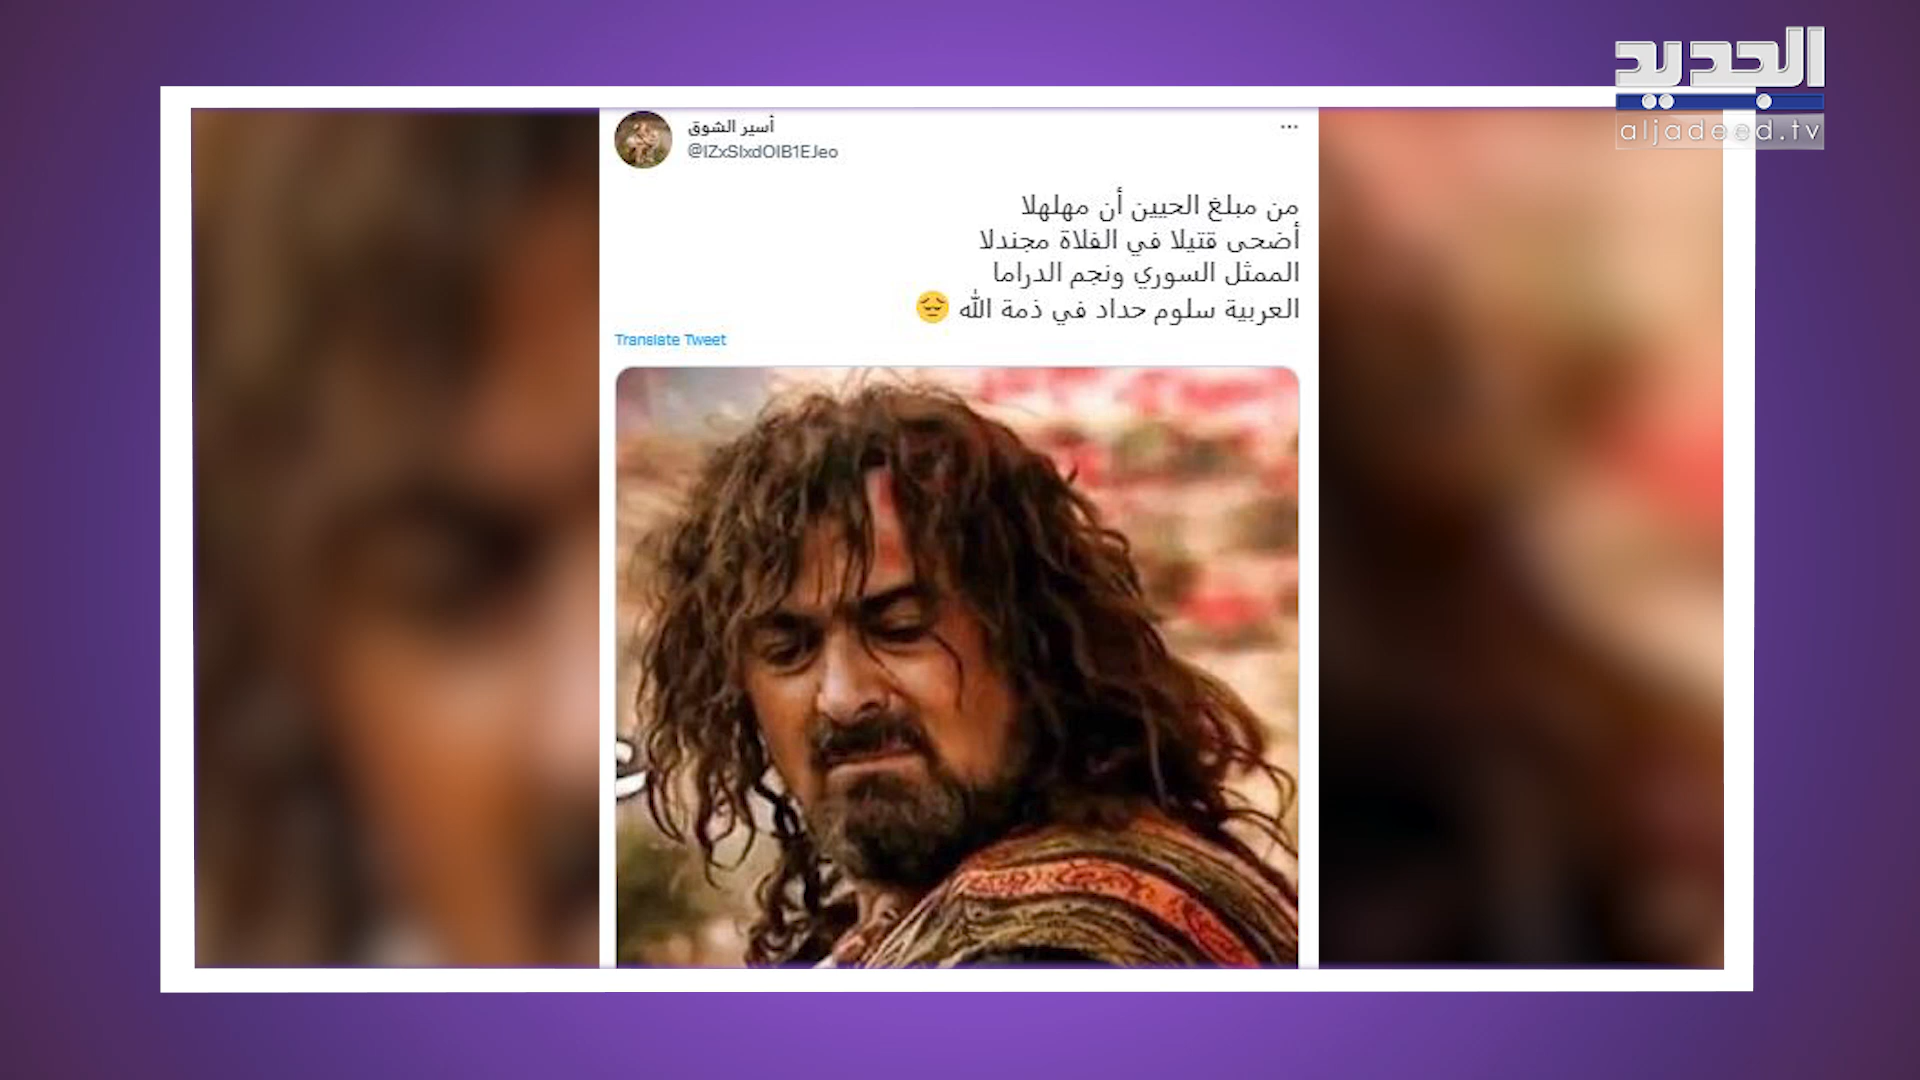 الجديد
aljadeed.tv
أسير الشوق
@IZxSIxdOIB1EJeo
من مبلغ الحيين أن مهلهلا
أضحى قتيلا في الفلاة مجندلا
الممثل السوري ونجم الدراما
العربية سلوم حداد في ذمة الله 😔
Translate Tweet